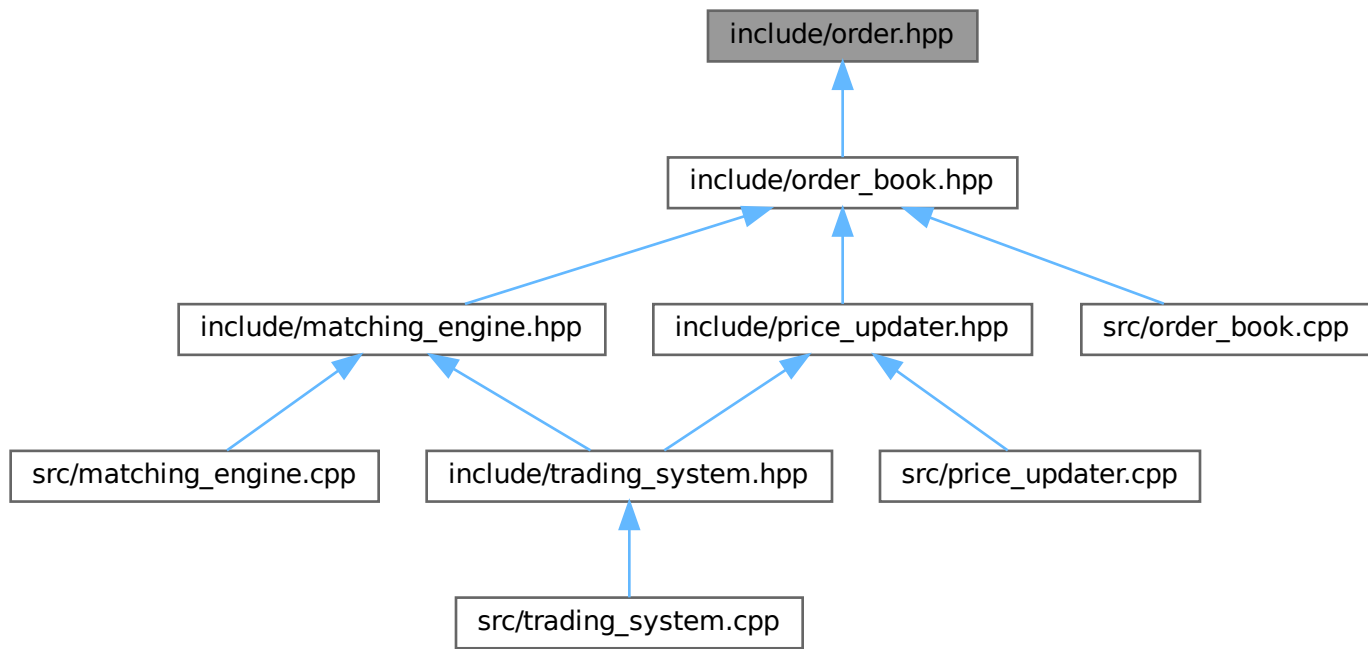 include/order.hpp
include/order_book.hpp
include/matching_engine.hpp
include/price_updater.hpp
src/order_book.cpp
src/matching_engine.cpp
include/trading_system.hpp
src/price_updater.cpp
src/trading_system.cpp